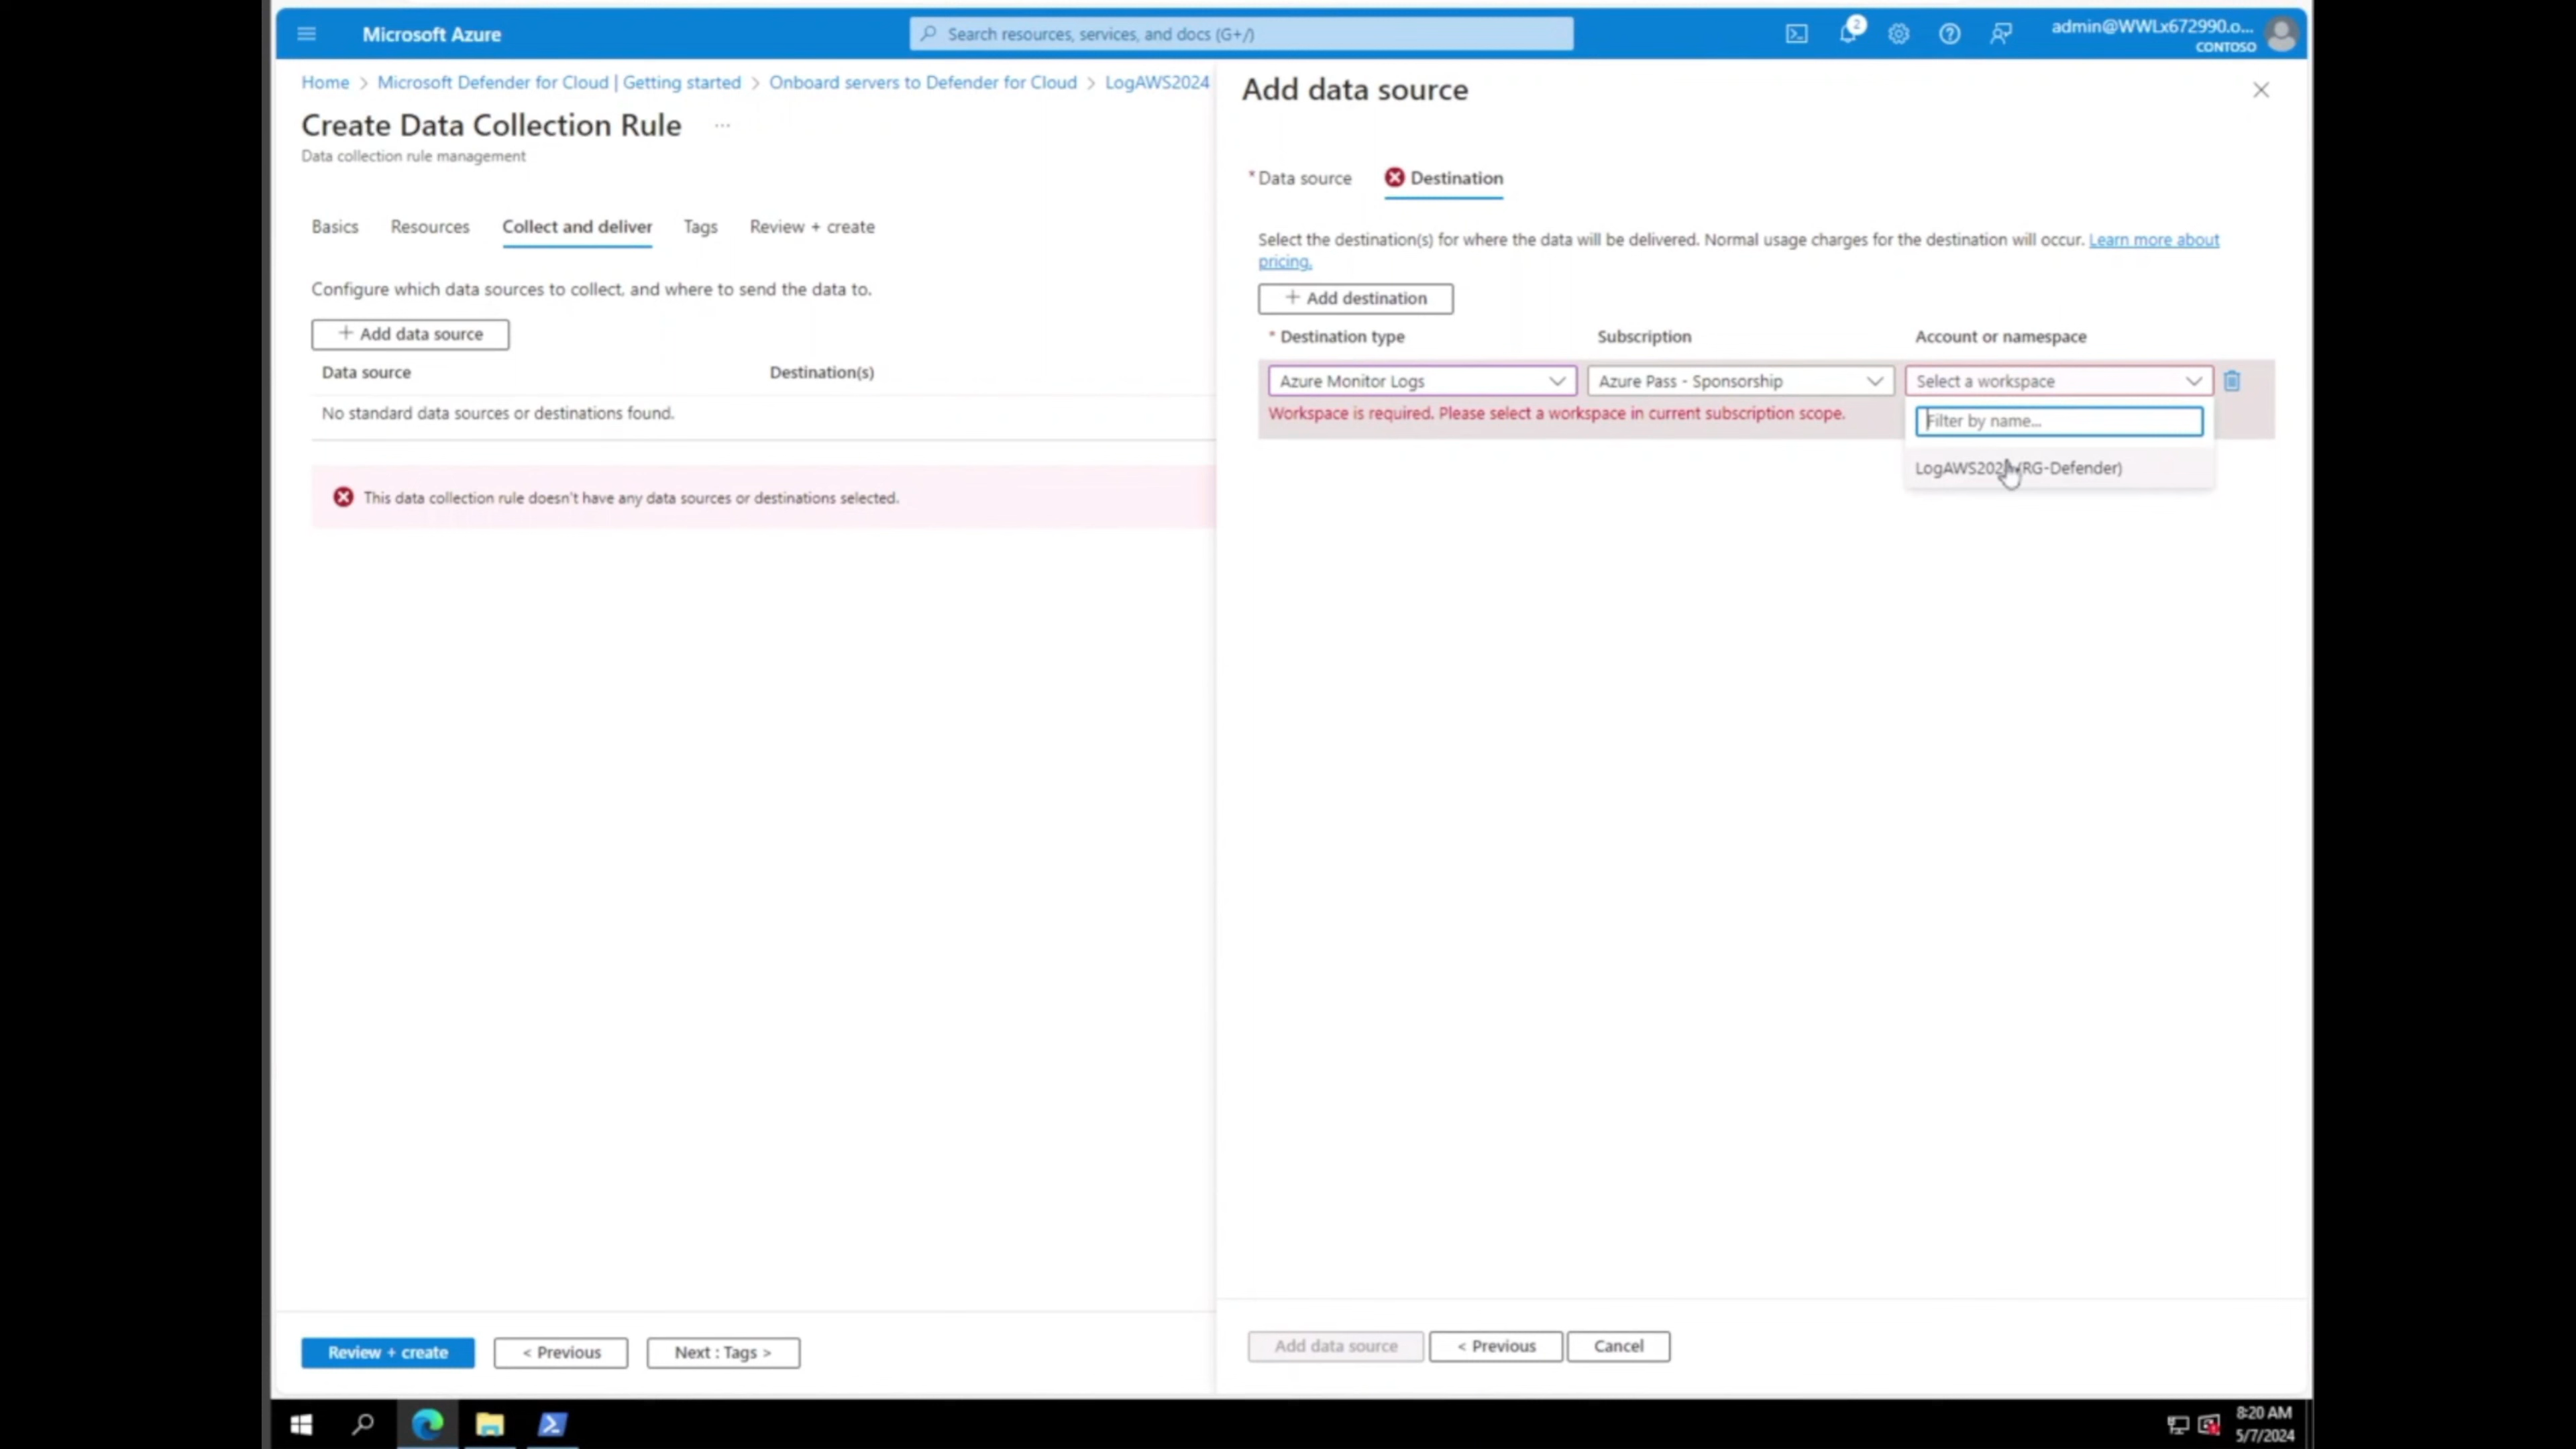 Microsoft Azure
Search resources, services, and docs (G+/)
2
admin@WWLx672990.o...
CONTOSO
Home > Microsoft Defender for Cloud | Getting started > Onboard servers to Defender for Cloud > LogAWS2024
Create Data Collection Rule ...
Data collection rule management
Basics Resources Collect and deliver Tags Review + create
Configure which data sources to collect, and where to send the data to.
+ Add data source
Data source Destination(s)
No standard data sources or destinations found.
This data collection rule doesn't have any data sources or destinations selected.
Review + create < Previous Next : Tags >
Add data source
* Data source Destination
Select the destination(s) for where the data will be delivered. Normal usage charges for the destination will occur. Learn more about
pricing.
+ Add destination
* Destination type Subscription Account or namespace
Azure Monitor Logs Azure Pass - Sponsorship Select a workspace
Workspace is required. Please select a workspace in current subscription scope.
Filter by name...
(RG-Defender)
Add data source < Previous Cancel
8:20 AM
5/7/2024